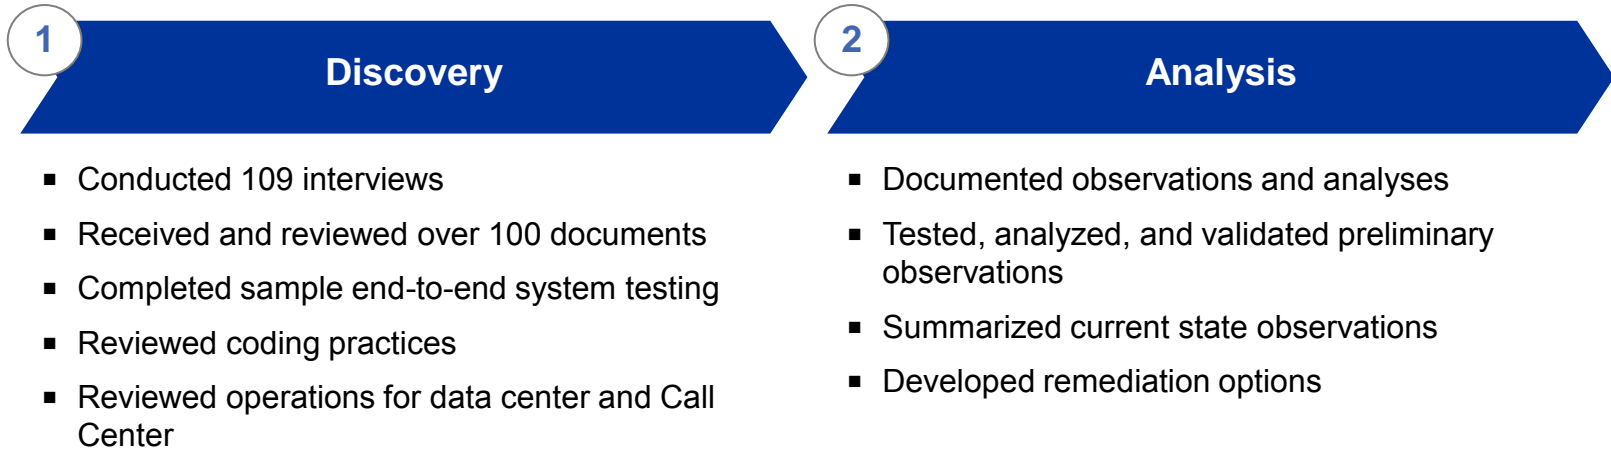 1
Discovery
■ Conducted 109 interviews
■ Received and reviewed over 100 documents
■ Completed sample end-to-end system testing
■ Reviewed coding practices
■ Reviewed operations for data center and Call
Center
2
Analysis
■ Documented observations and analyses
■ Tested, analyzed, and validated preliminary
observations
■ Summarized current state observations
■ Developed remediation options